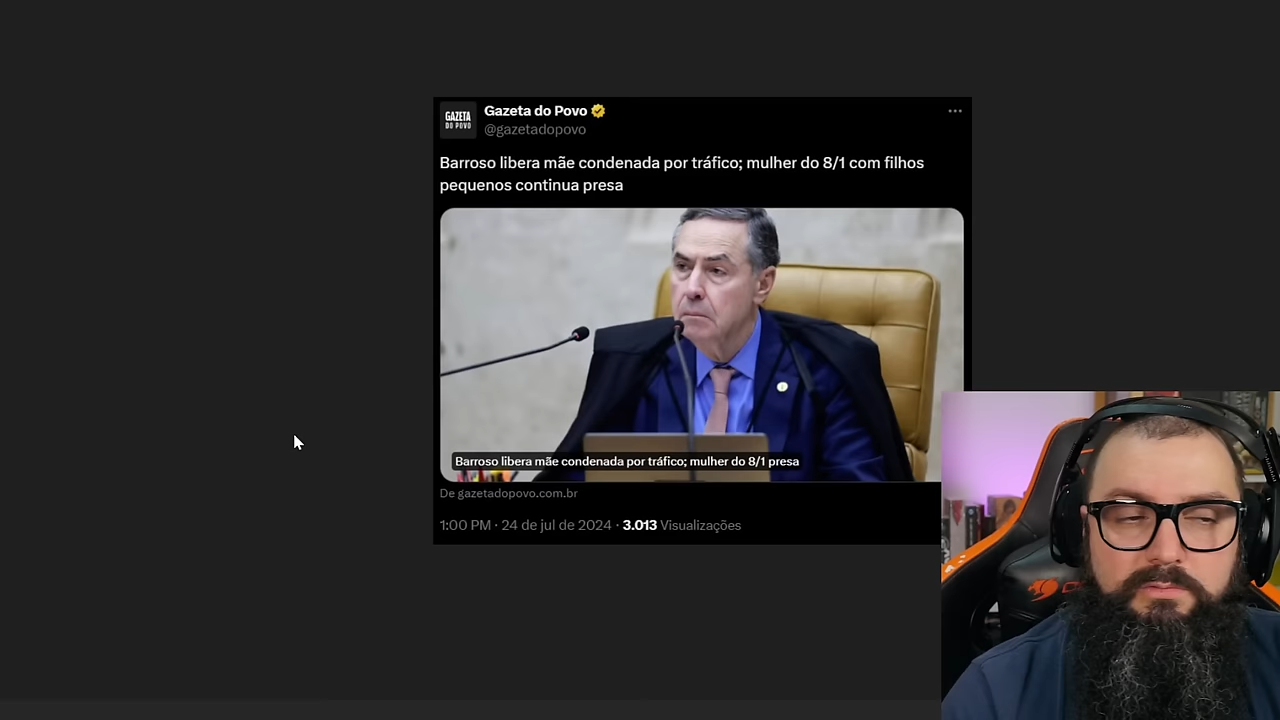 GAZETA
DO POVO
Gazeta do Povo
@gazetadopovo
Barroso libera mãe condenada por tráfico; mulher do 8/1 com filhos
pequenos continua presa
Barroso libera mãe condenada por tráfico; mulher do 8/1 presa
De gazetadopovo.com.br
1:00 PM · 24 de jul de 2024 · 3.013 Visualizações